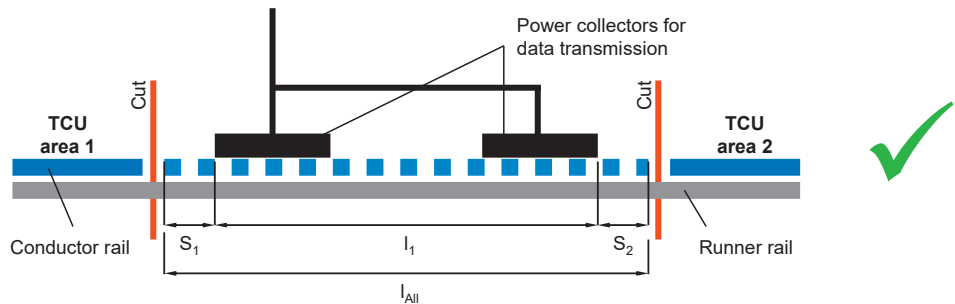 Power collectors for
data transmission
Cut
Cut
TCU
area 1
TCU
area 2
Conductor rail
S1
l1
S2
Runner rail
lAll